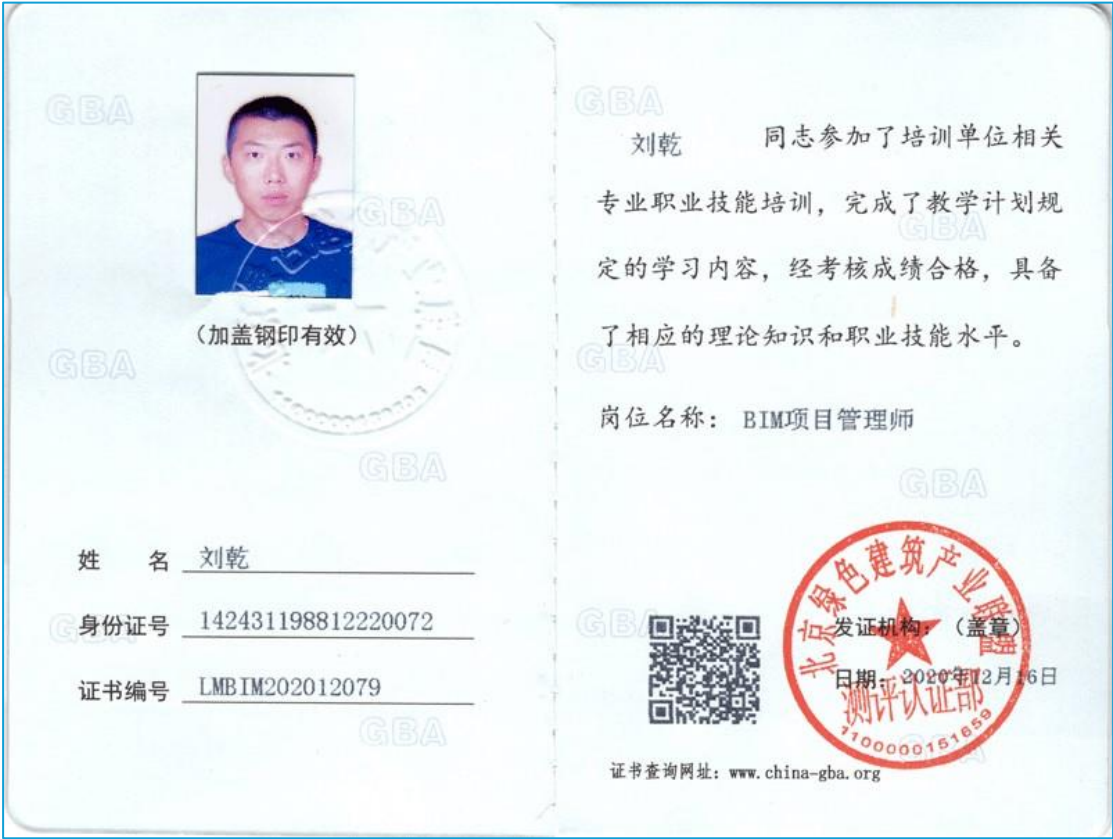 GBA
(加盖钢印有效)
姓 名 刘乾
身份证号 142431198812220072
证书编号 LMBIM202012079
刘乾 同志参加了培训单位相关
专业职业技能培训，完成了教学计划规
定的学习内容，经考核成绩合格，具备
了相应的理论知识和职业技能水平。
岗位名称： BIM项目管理师
北京绿色建筑产业联盟
发证机构：（盖章）
日期： 2020年12月16日
测评认证部
1100000151659
证书查询网址：www.china-gba.org